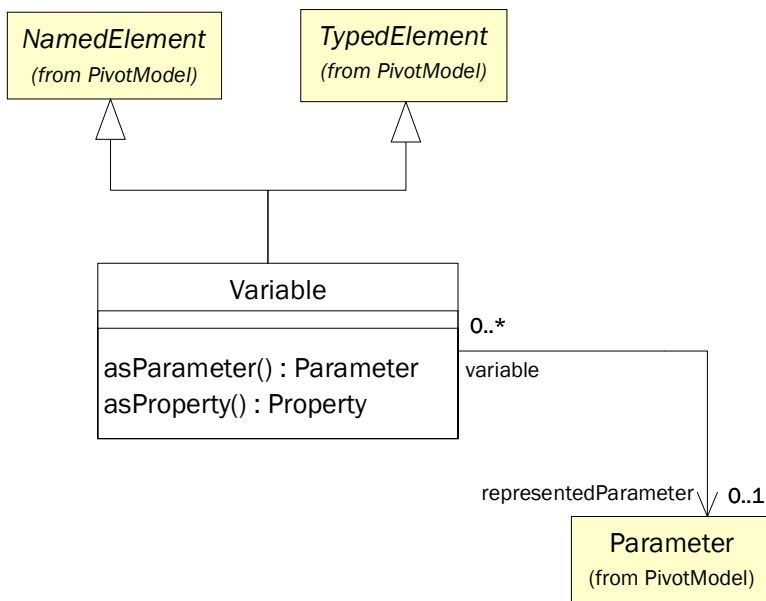 NamedElement
(from PivotModel)
TypedElement
(from PivotModel)
Variable
asParameter() : Parameter
asProperty() : Property
0..*
variable
representedParameter
0..1
Parameter
(from PivotModel)